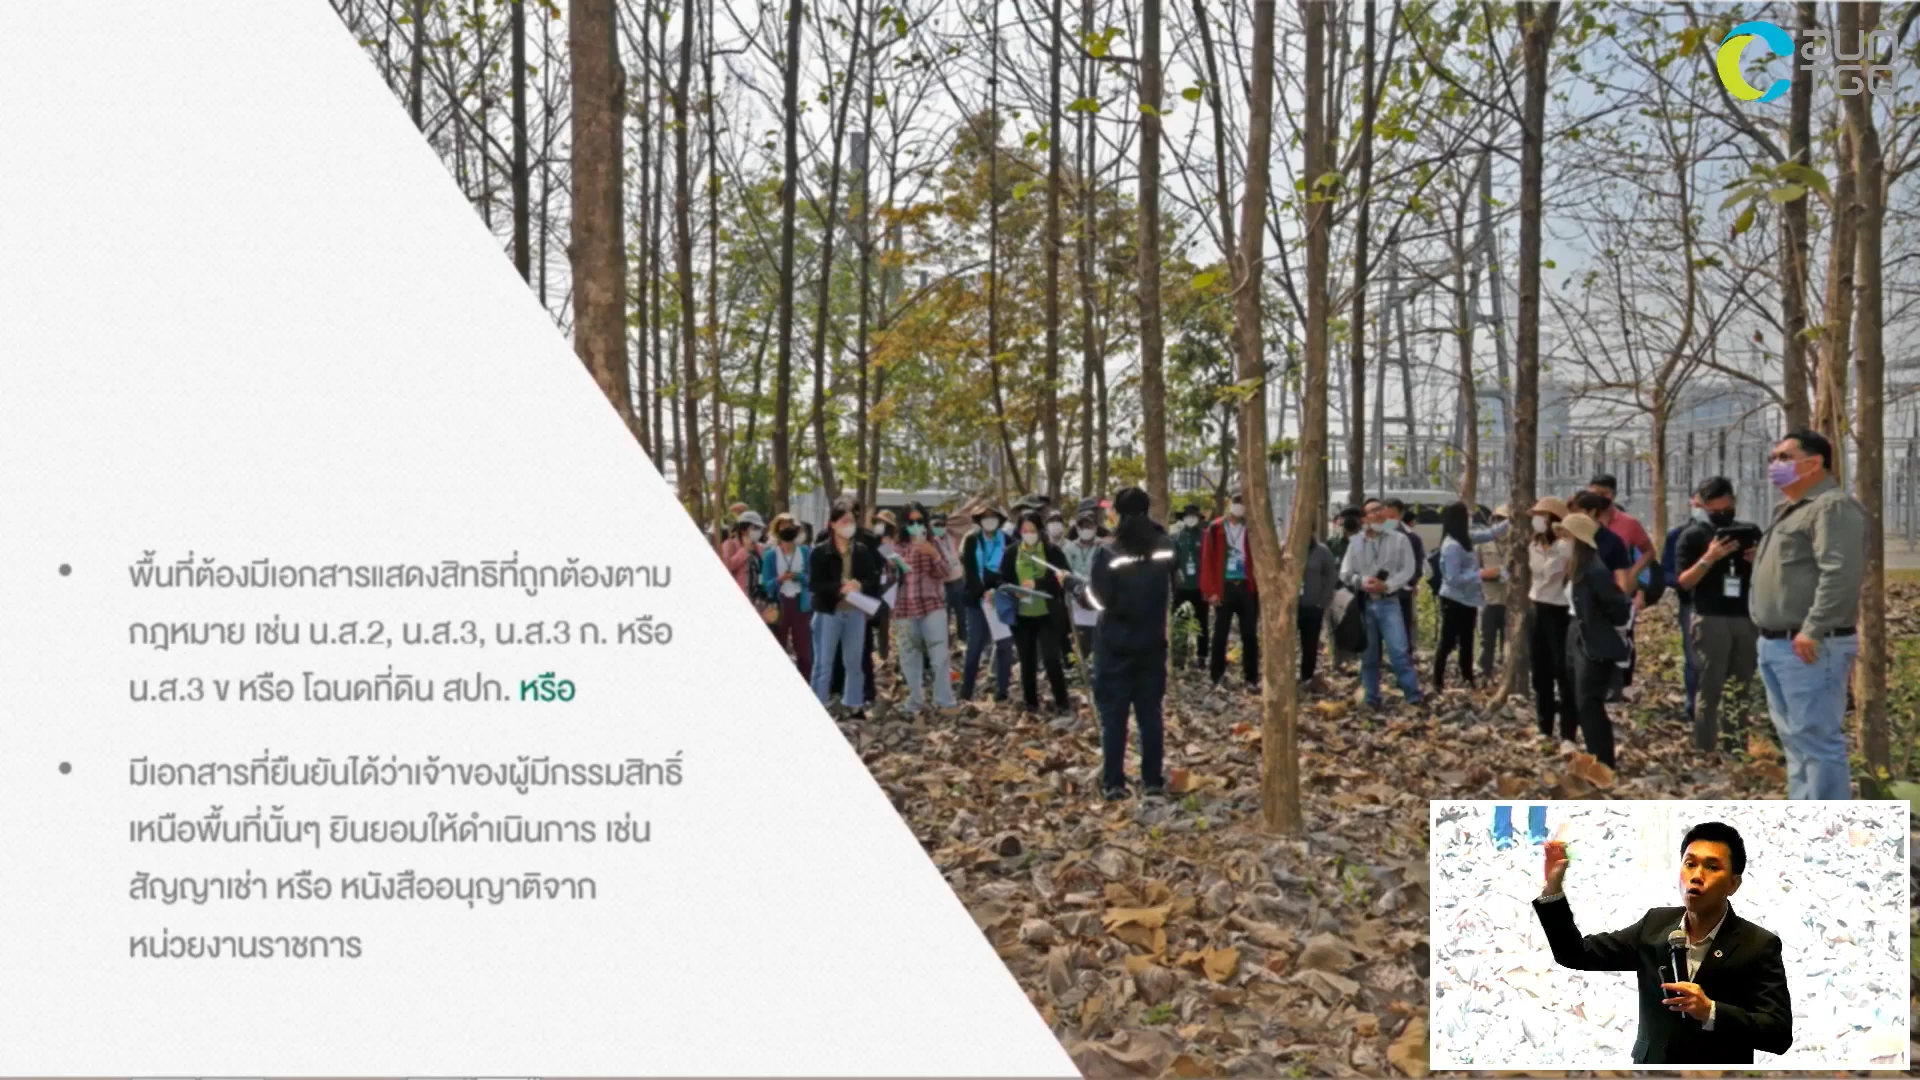 อบก
TGO
• พื้นที่ต้องมีเอกสารแสดงสิทธิที่ถูกต้องตาม
กฎหมาย เช่น น.ส.2, น.ส.3, น.ส.3 ก. หรือ
น.ส.3 ข หรือ โฉนดที่ดิน สปก. หรือ
• มีเอกสารที่ยืนยันได้ว่าเจ้าของผู้มีกรรมสิทธิ์
เหนือพื้นที่นั้นๆ ยินยอมให้ดำเนินการ เช่น
สัญญาเช่า หรือ หนังสืออนุญาติจาก
หน่วยงานราชการ